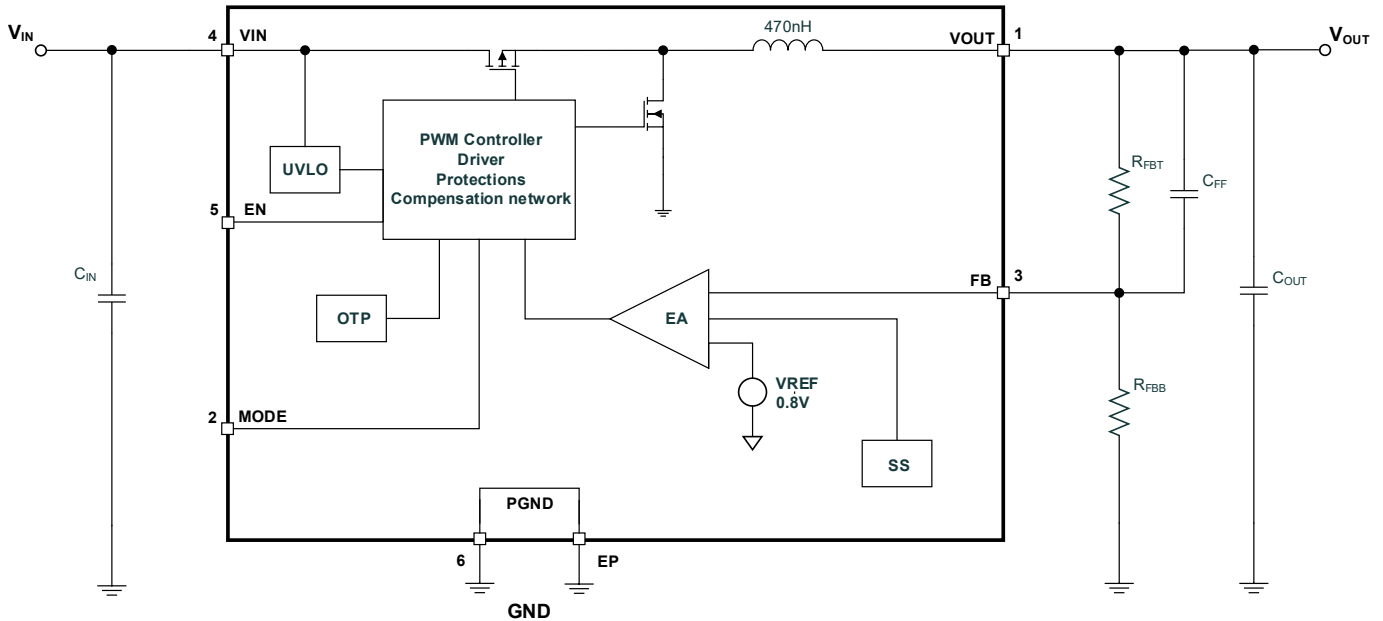 VIN
4
VIN
470nH
VOUT
1
VOUT
PWM Controller
Driver
Protections
Compensation network
UVLO
RFBT
CFF
5
EN
CIN
FB
3
COUT
OTP
EA
VREF
0.8V
RFBB
2
MODE
SS
PGND
6
EP
GND